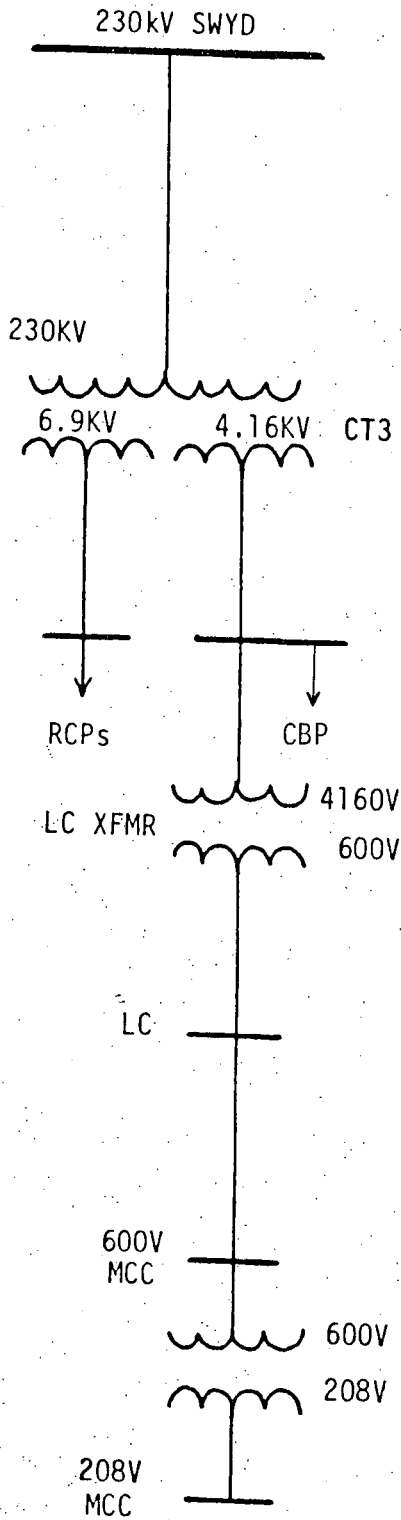 230kV SWYD
230KV
6.9KV
4.16KV
CT3
RCPs
CBP
4160V
LC XFMR
600V
LC
600V
MCC
600V
208V
208V
MCC